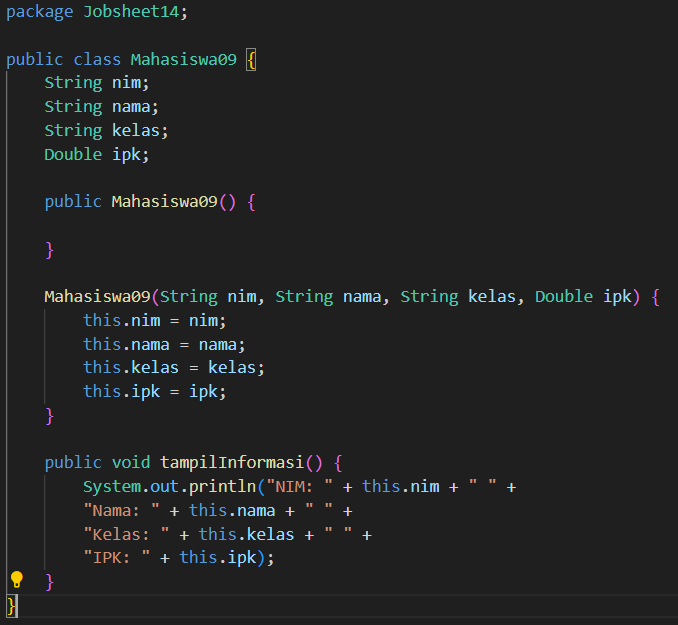 package Jobsheet14;
public class Mahasiswa09 {
String nim;
String nama;
String kelas;
Double ipk;
public Mahasiswa09() {
}
Mahasiswa09(String nim, String nama, String kelas, Double ipk) {
this.nim = nim;
this.nama = nama;
this.kelas = kelas;
this.ipk = ipk;
}
public void tampilInformasi() {
System.out.println("NIM: " + this.nim + " " +
"Nama: " + this.nama + " " +
"Kelas: " + this.kelas + " " +
"IPK: " + this.ipk);
}
}